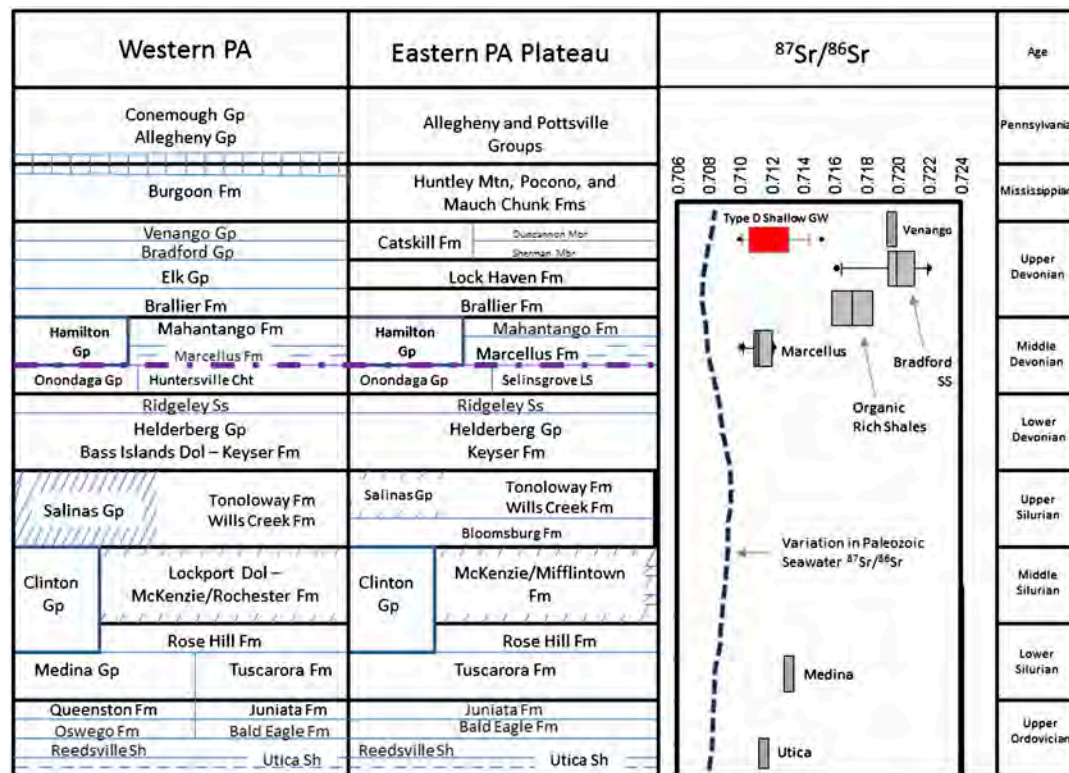 Western PA
Eastern PA Plateau
⁸⁷Sr/⁸⁶Sr
Age
Conemough Gp
Allegheny Gp
Allegheny and Pottsville
Groups
Pennsylvania
Burgoon Fm
Huntley Mtn, Pocono, and
Mauch Chunk Fms
0.706
0.708
0.710
0.712
0.714
0.716
0.718
0.720
0.722
0.724
Mississippian
Venango Gp
Bradford Gp
Elk Gp
Brallier Fm
Catskill Fm
Duncannon Mbr
Sherman Mbr
Lock Haven Fm
Brallier Fm
Type D Shallow GW
Venango
Upper
Devonian
Hamilton
Gp
Mahantango Fm
Marcellus Fm
Onondaga Gp
Huntersville Cht
Hamilton
Gp
Mahantango Fm
Marcellus Fm
Onondaga Gp
Selinsgrove LS
Marcellus
Bradford
SS
Organic
Rich Shales
Middle
Devonian
Ridgeley Ss
Helderberg Gp
Bass Islands Dol – Keyser Fm
Ridgeley Ss
Helderberg Gp
Keyser Fm
Lower
Devonian
Salinas Gp
Tonoloway Fm
Wills Creek Fm
Salinas Gp
Tonoloway Fm
Wills Creek Fm
Bloomsburg Fm
Upper
Silurian
Clinton
Gp
Lockport Dol –
McKenzie/Rochester Fm
Rose Hill Fm
Clinton
Gp
McKenzie/Mifflintown
Fm
Rose Hill Fm
Variation in Paleozoic
Seawater ⁸⁷Sr/⁸⁶Sr
Middle
Silurian
Medina Gp
Tuscarora Fm
Tuscarora Fm
Medina
Lower
Silurian
Queenston Fm
Juniata Fm
Oswego Fm
Bald Eagle Fm
Reedsville Sh
Utica Sh
Juniata Fm
Bald Eagle Fm
Reedsville Sh
Utica Sh
Utica
Upper
Ordovician